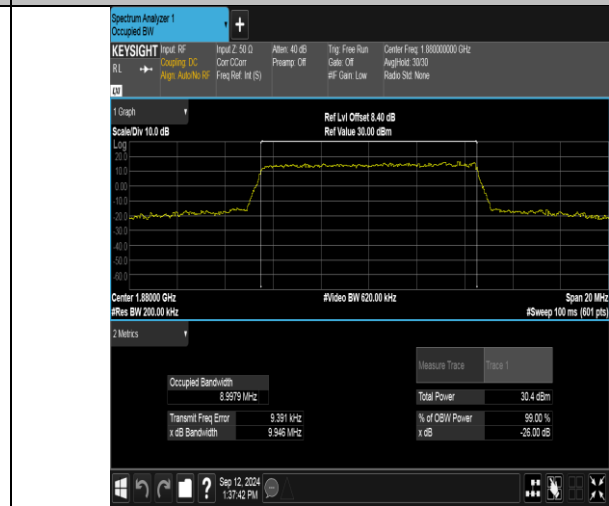 Spectrum Analyzer 1
Occupied BW
+
KEYSIGHT Input: RF Input Z: 50 Ω Atten: 40 dB Trig: Free Run Center Freq: 1.880000000 GHz
RL Coupling: DC Corr CCorr Preamp: Off Gate: Off Avg|Hold: 30/30
Align: Auto/No RF Freq Ref: Int (S) #IF Gain: Low Radio Std: None
1 Graph Ref Lvl Offset 8.40 dB
Scale/Div 10.0 dB Ref Value 30.00 dBm
Log
20.0
10.0
0.00
-10.0
-20.0
-30.0
-40.0
-50.0
-60.0
Center 1.88000 GHz #Video BW 620.00 kHz Span 20 MHz
#Res BW 200.00 kHz #Sweep 100 ms (601 pts)
2 Metrics
Measure Trace Trace 1
Occupied Bandwidth
8.9979 MHz Total Power 30.4 dBm
Transmit Freq Error 9.391 kHz % of OBW Power 99.00 %
x dB Bandwidth 9.946 MHz x dB -26.00 dB
? Sep 12, 2024
1:37:42 PM